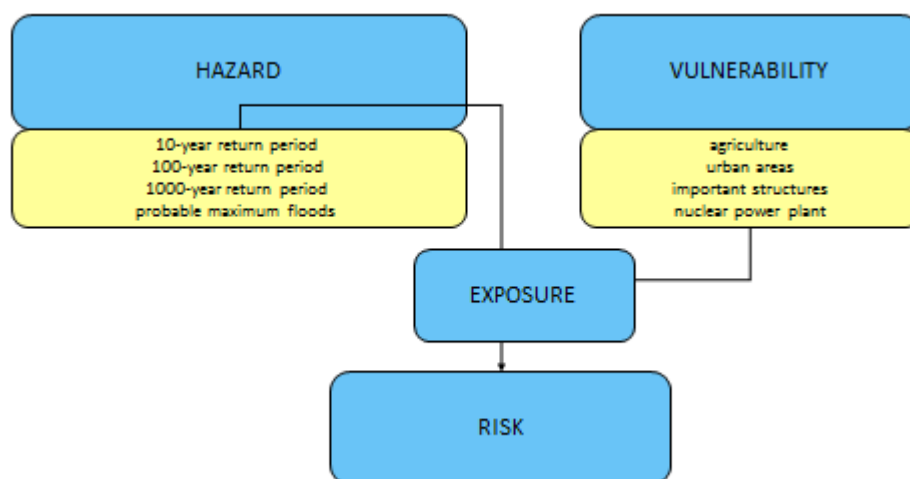 HAZARD
10-year return period
100-year return period
1000-year return period
probable maximum floods
VULNERABILITY
agriculture
urban areas
important structures
nuclear power plant
EXPOSURE
RISK